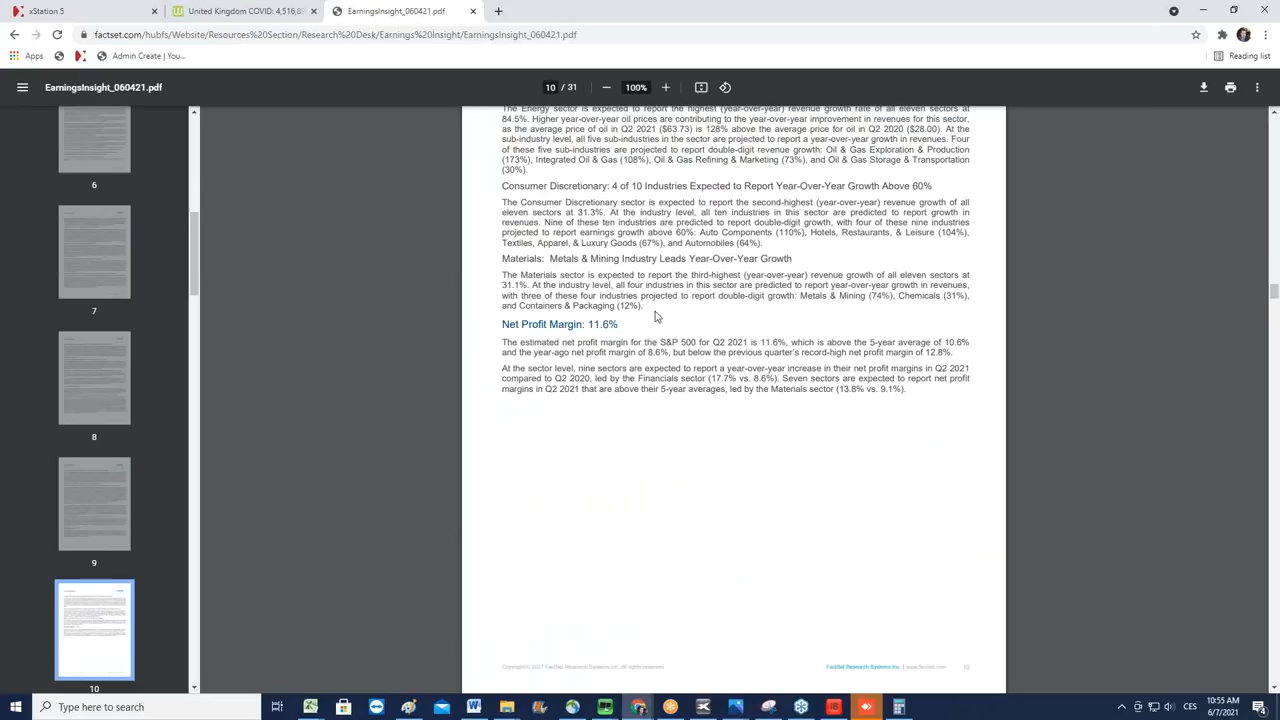 xStation 5
United Kingdom COVID: 4,516,8
EarningsInsight_060421.pdf
factset.com/hubfs/Website/Resources%20Section/Research%20Desk/Earnings%20Insight/EarningsInsight_060421.pdf
Apps
Admin Create | You...
Reading list
EarningsInsight_060421.pdf
10 / 31
100%
6
7
8
9
10
The Energy sector is expected to report the highest (year-over-year) revenue growth rate of all eleven sectors at
84.5%. Higher year-over-year oil prices are contributing to the year-over-year improvement in revenues for this sector,
as the average price of oil in Q2 2021 ($63.73) is 128% above the average price for oil in Q2 2020 ($28.00). At the
sub-industry level, all five sub-industries in the sector are projected to report a year-over-year growth in revenues. Four
of these five sub-industries are projected to report double-digit revenue growth: Oil & Gas Exploration & Production
(173%), Integrated Oil & Gas (108%), Oil & Gas Refining & Marketing (73%), and Oil & Gas Storage & Transportation
(30%).
Consumer Discretionary: 4 of 10 Industries Expected to Report Year-Over-Year Growth Above 60%
The Consumer Discretionary sector is expected to report the second-highest (year-over-year) revenue growth of all
eleven sectors at 31.3%. At the industry level, all ten industries in this sector are predicted to report growth in
revenues. Nine of these ten industries are predicted to report double-digit growth, with four of these nine industries
projected to report earnings growth above 60%: Auto Components (110%), Hotels, Restaurants, & Leisure (104%),
Textiles, Apparel, & Luxury Goods (67%), and Automobiles (64%).
Materials: Metals & Mining Industry Leads Year-Over-Year Growth
The Materials sector is expected to report the third-highest (year-over-year) revenue growth of all eleven sectors at
31.1%. At the industry level, all four industries in this sector are predicted to report year-over-year growth in revenues,
with three of these four industries projected to report double-digit growth: Metals & Mining (74%), Chemicals (31%),
and Containers & Packaging (12%).
Net Profit Margin: 11.6%
The estimated net profit margin for the S&P 500 for Q2 2021 is 11.6%, which is above the 5-year average of 10.6%
and the year-ago net profit margin of 8.6%, but below the previous quarter's record-high net profit margin of 12.8%.
At the sector level, nine sectors are expected to report a year-over-year increase in their net profit margins in Q2 2021
compared to Q2 2020, led by the Financials sector (17.7% vs. 8.6%). Seven sectors are expected to report net profit
margins in Q2 2021 that are above their 5-year averages, led by the Materials sector (13.8% vs. 9.1%).
Copyright © 2021 FactSet Research Systems Inc. All rights reserved.
FactSet Research Systems Inc. | www.factset.com
10
Type here to search
CES
10:55 AM
6/7/2021